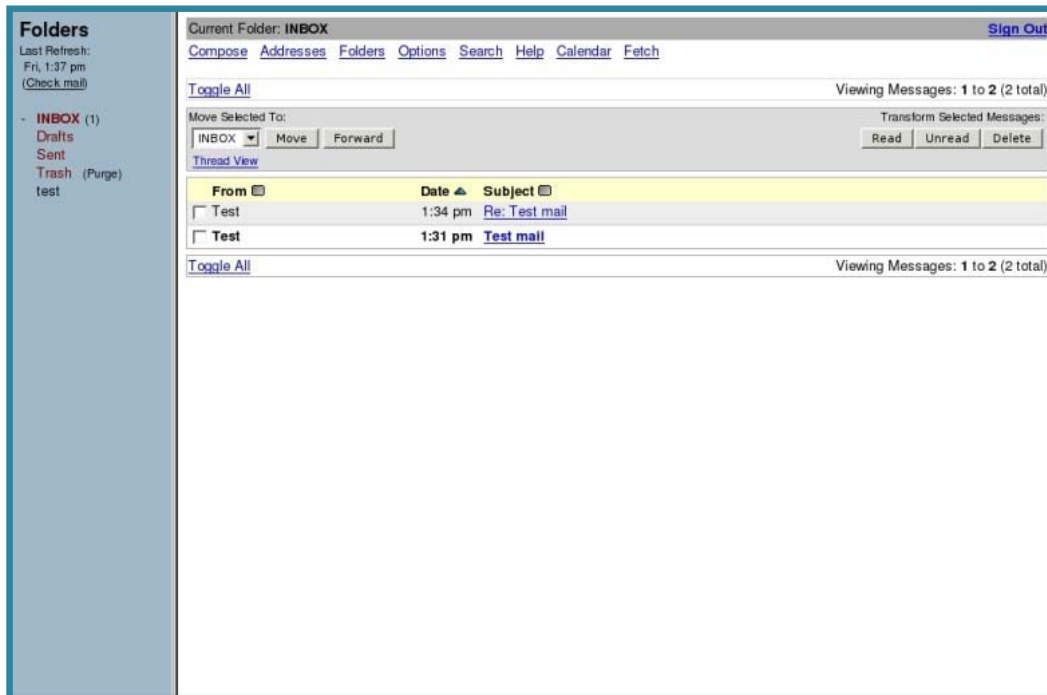 Folders
Last Refresh:
Fri, 1:37 pm
(Check mail)
- INBOX (1)
Drafts
Sent
Trash (Purge)
test
Current Folder: INBOX Sign Out
Compose Addresses Folders Options Search Help Calendar Fetch
Toggle All Viewing Messages: 1 to 2 (2 total)
Move Selected To: Transform Selected Messages:
INBOX Move Forward Read Unread Delete
Thread View
From Date Subject
Test 1:34 pm Re: Test mail
Test 1:31 pm Test mail
Toggle All Viewing Messages: 1 to 2 (2 total)